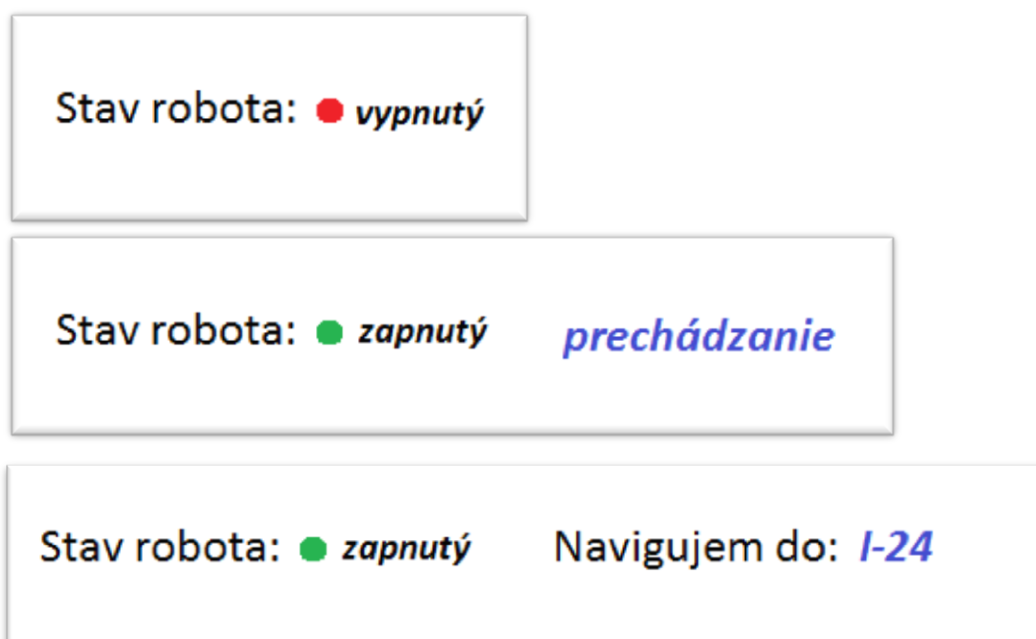 Stav robota: vypnutý
Stav robota: zapnutý prechádzanie
Stav robota: zapnutý Navigujem do: I-24